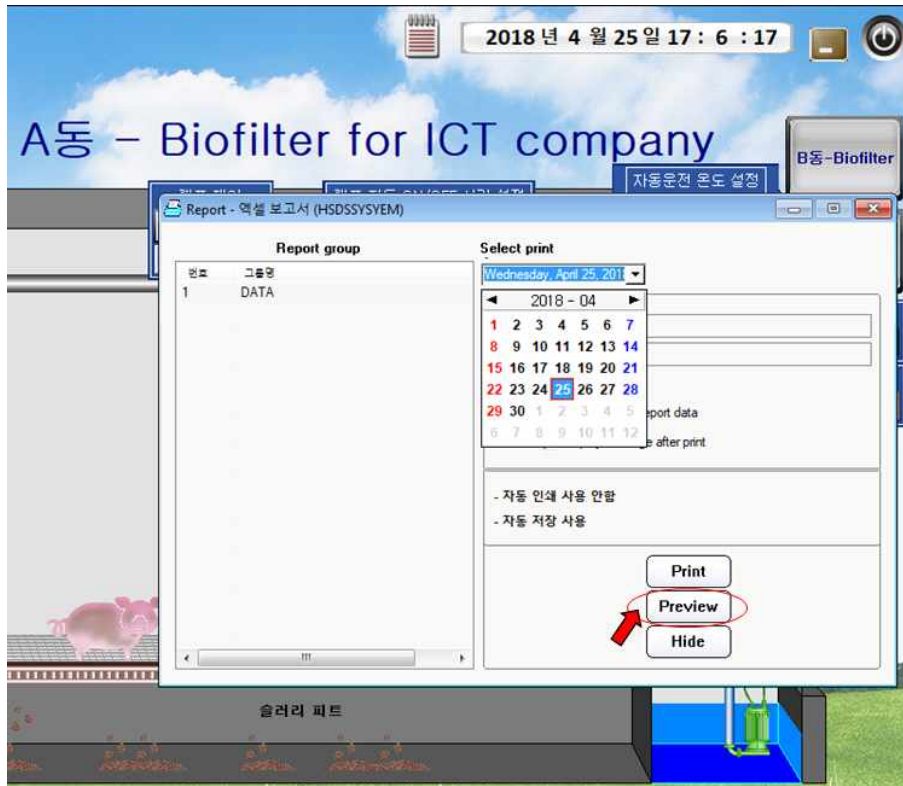 2018 년 4 월 25 일 17 : 6 : 17
A동 - Biofilter for ICT company
B동-Biofilter
자동운전 온도 설정
Report - 엑셀 보고서 (HSDSSYSYEM)
Report group
Select print
번호 그룹명
1 DATA
Wednesday, April 25, 201
2018 - 04
1 2 3 4 5 6 7
8 9 10 11 12 13 14
15 16 17 18 19 20 21
22 23 24 25 26 27 28
29 30 1 2 3 4 5
6 7 8 9 10 11 12
eport data
e after print
- 자동 인쇄 사용 안함
- 자동 저장 사용
Print
Preview
Hide
슬러리 피트